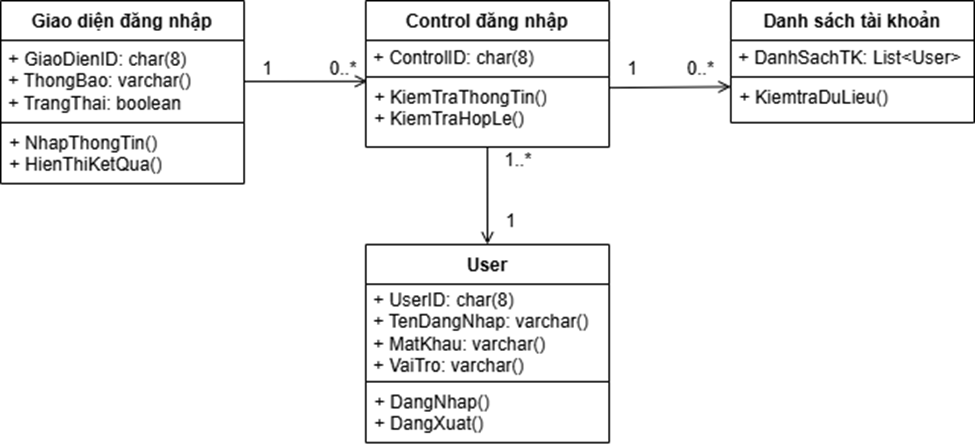 Giao diện đăng nhập
+ GiaoDienID: char(8)
+ ThongBao: varchar()
+ TrangThai: boolean
+ NhapThongTin()
+ HienThiKetQua()
1
0..*
Control đăng nhập
+ ControlID: char(8)
+ KiemTraThongTin()
+ KiemTraHopLe()
1
0..*
Danh sách tài khoản
+ DanhSachTK: List<User>
+ KiemtraDuLieu()
1..*
1
User
+ UserID: char(8)
+ TenDangNhap: varchar()
+ MatKhau: varchar()
+ VaiTro: varchar()
+ DangNhap()
+ DangXuat()